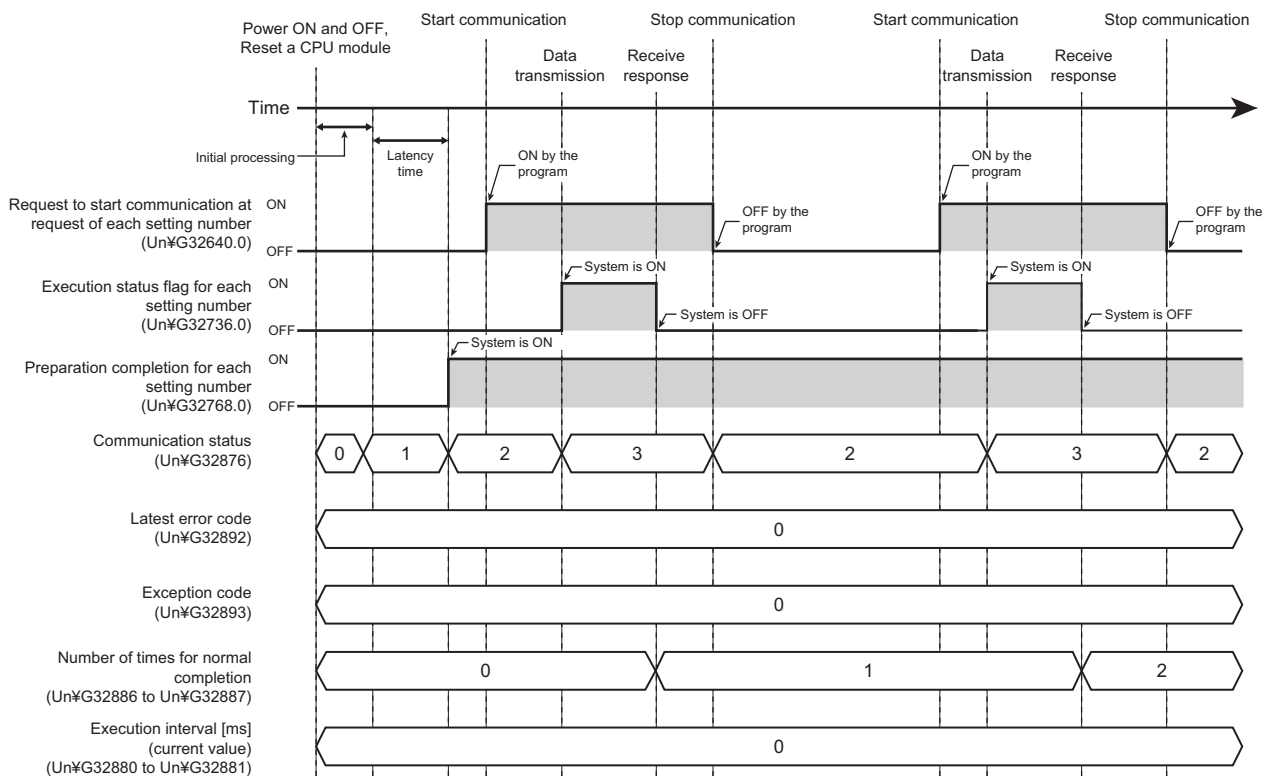 Power ON and OFF,
Reset a CPU module
Start communication
Stop communication
Start communication
Stop communication
Data
transmission
Receive
response
Data
transmission
Receive
response
Time
Initial processing
Latency
time
ON by the
program
ON by the
program
Request to start communication at
request of each setting number
(Un¥G32640.0)
ON
OFF
OFF by the
program
OFF by the
program
Execution status flag for each
setting number
(Un¥G32736.0)
ON
OFF
System is ON
System is OFF
System is ON
System is OFF
Preparation completion for each
setting number
(Un¥G32768.0)
ON
OFF
System is ON
Communication status
(Un¥G32876)
0 1 2 3 2 3 2
Latest error code
(Un¥G32892)
0
Exception code
(Un¥G32893)
0
Number of times for normal
completion
(Un¥G32886 to Un¥G32887)
0 1 2
Execution interval [ms]
(current value)
(Un¥G32880 to Un¥G32881)
0